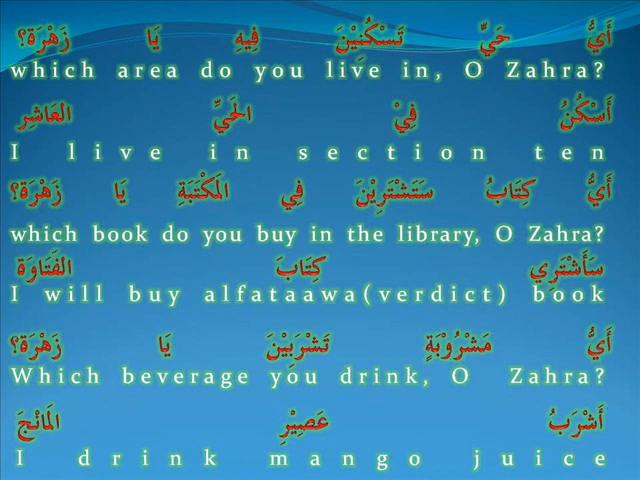 أَيُّ حَيٍّ تَسْكُنِيْنَ فِيهِ يَا زَهْرَة؟
which area do you live in, O Zahra?
أَسْكُنُ فِيْ الحَيِّ العَاشِر
I live in section ten
أَيُّ كِتَابُ سَتَشْتَرِيْنَ فِي المَكْتَبَةِ يَا زَهْرَة؟
which book do you buy in the library, O Zahra?
سَأَشْتَرِي كِتَابَ الفَتَاوَة
I will buy alfataawa(verdict) book
أَيُّ مَشْرُوْبَةٍ تَشْرَبِيْنَ يَا زَهْرَة؟
Which beverage you drink, O Zahra?
أَشْرَبُ عَصِيْرِ المَانْجَ
I drink mango juice